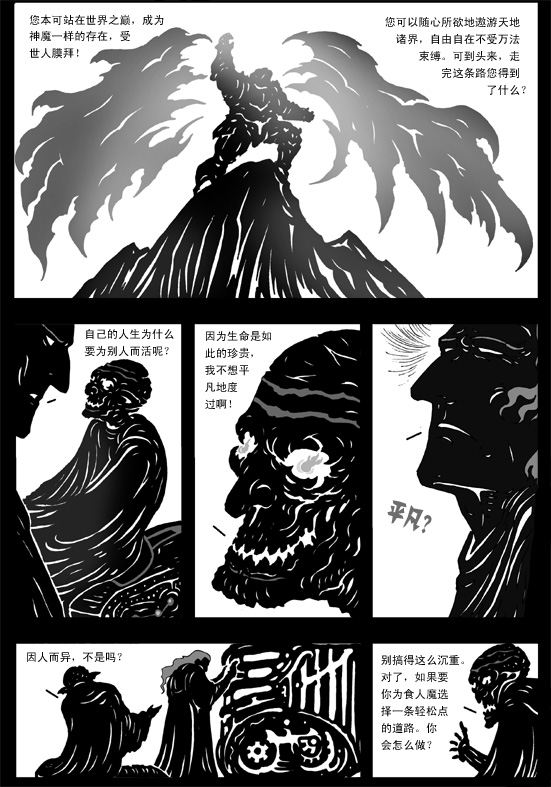 您本可站在世界之巅，成为
神魔一样的存在，受
世人膜拜！
您可以随心所欲地遨游天地
诸界，自由自在不受万法
束缚。可到头来，走
完这条路您得到
了什么？
自己的人生为什么
要为别人而活呢？
因为生命是如
此的珍贵，
我不想平
凡地度
过啊！
平凡？
因人而异，不是吗？
别搞得这么沉重。
对了，如果要
你为食人魔选
择一条轻松点
的道路。你
会怎么做？